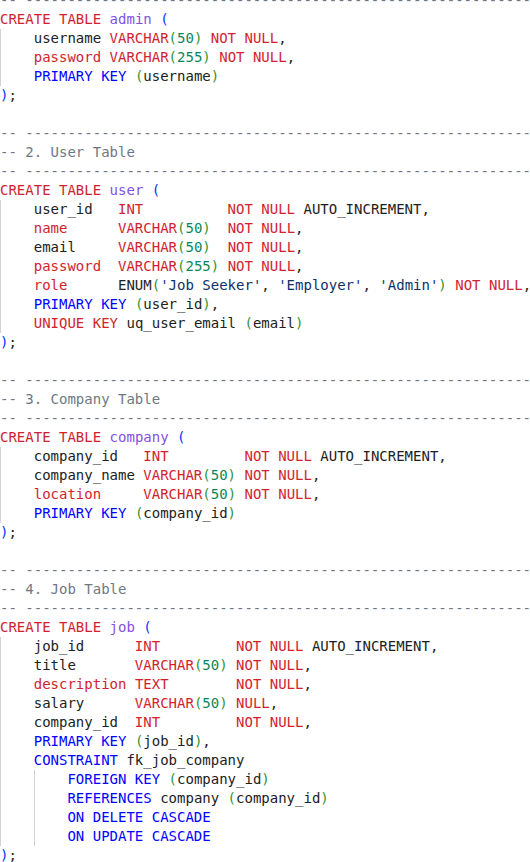 -- ------------------------------------------------------------
CREATE TABLE admin (
    username VARCHAR(50) NOT NULL,
    password VARCHAR(255) NOT NULL,
    PRIMARY KEY (username)
);

-- ------------------------------------------------------------
-- 2. User Table
-- ------------------------------------------------------------
CREATE TABLE user (
    user_id   INT          NOT NULL AUTO_INCREMENT,
    name      VARCHAR(50)  NOT NULL,
    email     VARCHAR(50)  NOT NULL,
    password  VARCHAR(255) NOT NULL,
    role      ENUM('Job Seeker', 'Employer', 'Admin') NOT NULL,
    PRIMARY KEY (user_id),
    UNIQUE KEY uq_user_email (email)
);

-- ------------------------------------------------------------
-- 3. Company Table
-- ------------------------------------------------------------
CREATE TABLE company (
    company_id   INT         NOT NULL AUTO_INCREMENT,
    company_name VARCHAR(50) NOT NULL,
    location     VARCHAR(50) NOT NULL,
    PRIMARY KEY (company_id)
);

-- ------------------------------------------------------------
-- 4. Job Table
-- ------------------------------------------------------------
CREATE TABLE job (
    job_id      INT         NOT NULL AUTO_INCREMENT,
    title       VARCHAR(50) NOT NULL,
    description TEXT        NOT NULL,
    salary      VARCHAR(50) NULL,
    company_id  INT         NOT NULL,
    PRIMARY KEY (job_id),
    CONSTRAINT fk_job_company
        FOREIGN KEY (company_id)
        REFERENCES company (company_id)
        ON DELETE CASCADE
        ON UPDATE CASCADE
);